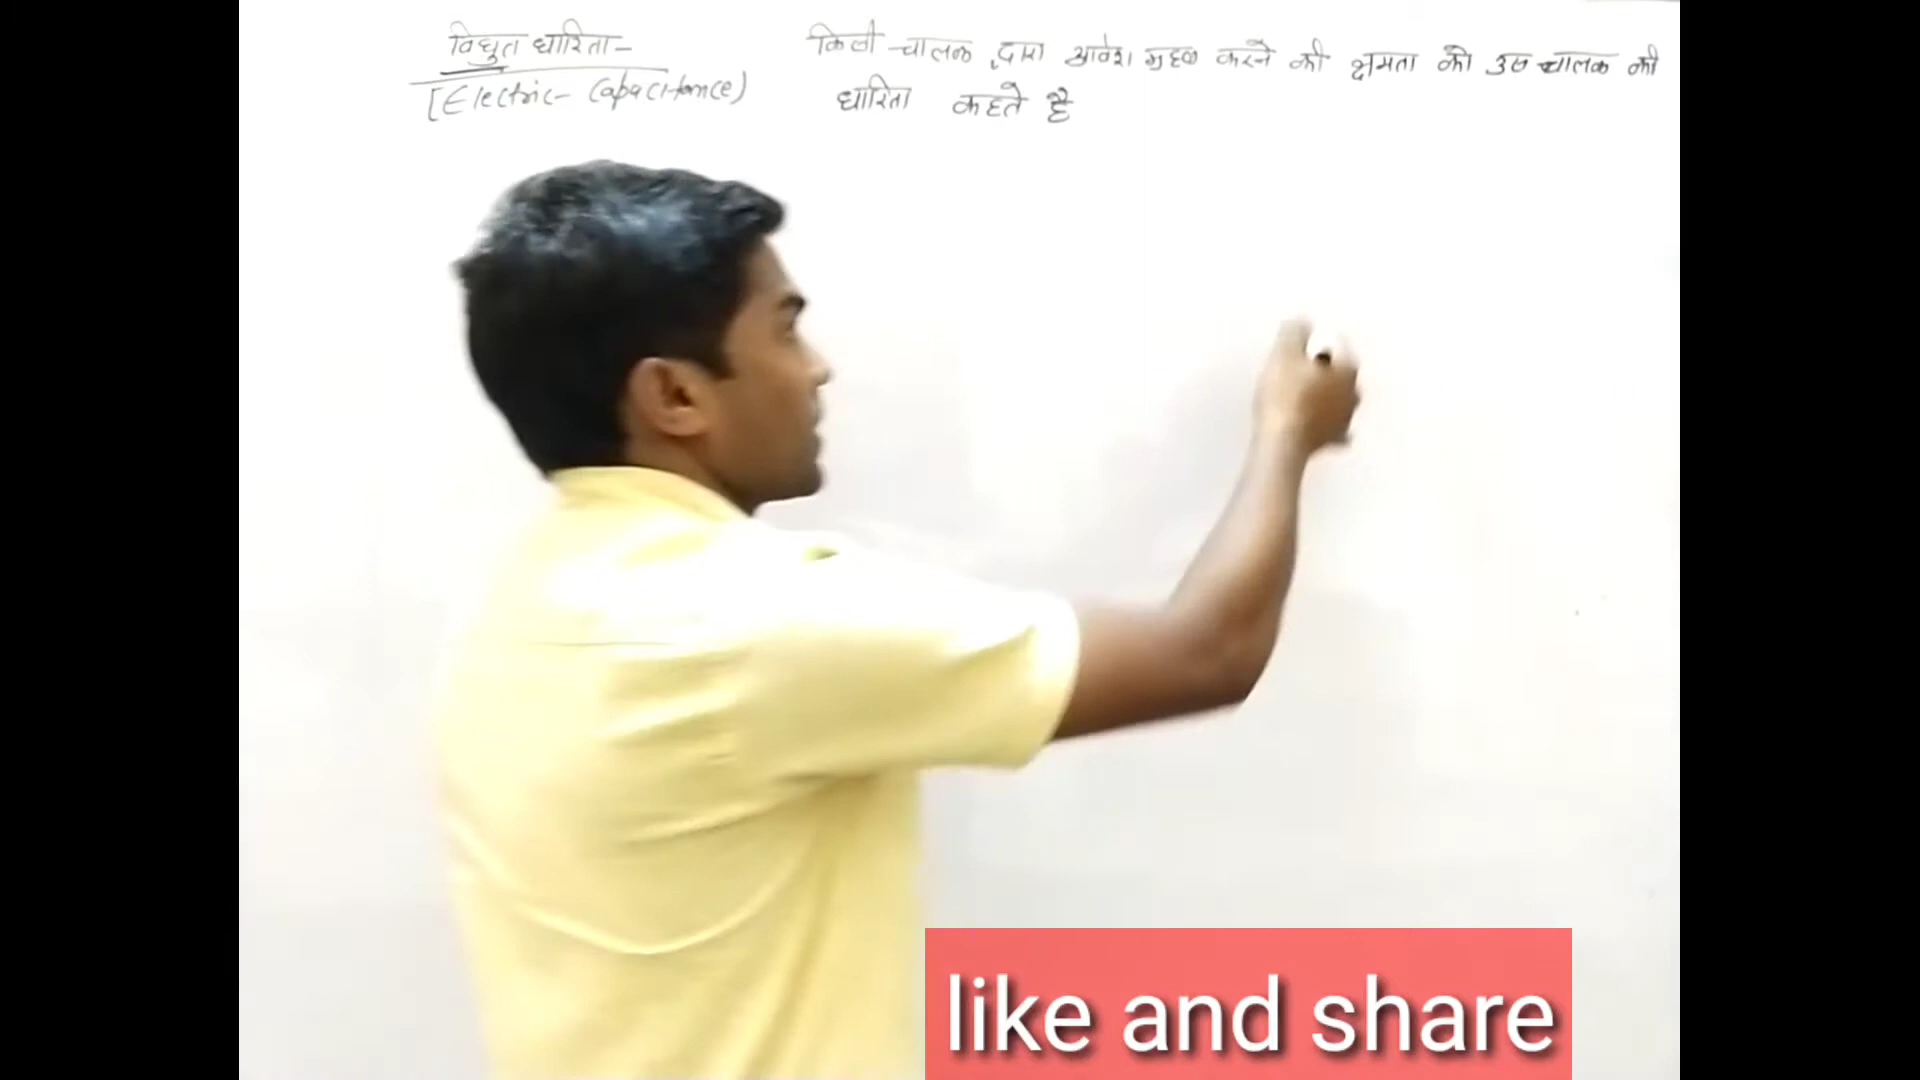 विद्युत धारिता-
[Electric- Capacitance)
किसी चालक द्वारा आवेश ग्रहण करने की क्षमता को उस चालक की
धारिता कहते है
like and share